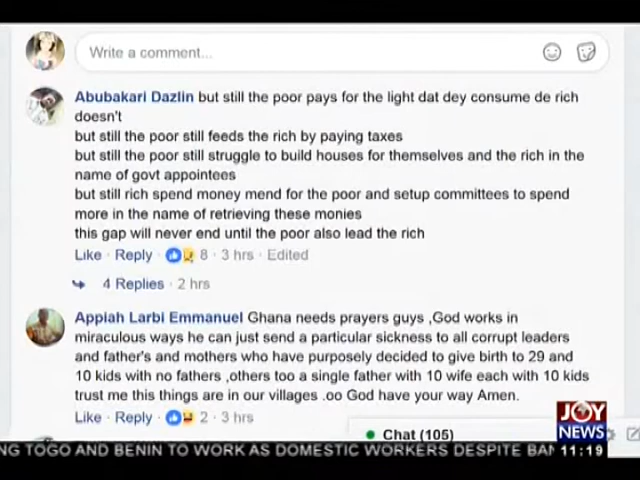 Write a comment...
Abubakari Dazlin but still the poor pays for the light dat dey consume de rich
doesn't
but still the poor still feeds the rich by paying taxes
but still the poor still struggle to build houses for themselves and the rich in the
name of govt appointees
but still rich spend money mend for the poor and setup committees to spend
more in the name of retrieving these monies
this gap will never end until the poor also lead the rich
Like · Reply · 8 · 3 hrs · Edited
4 Replies · 2 hrs
Appiah Larbi Emmanuel Ghana needs prayers guys ,God works in
miraculous ways he can just send a particular sickness to all corrupt leaders
and father's and mothers who have purposely decided to give birth to 29 and
10 kids with no fathers ,others too a single father with 10 wife each with 10 kids
trust me this things are in our villages .oo God have your way Amen.
Like · Reply · 2 · 3 hrs
Chat (105)
JOY
NEWS
NG TOGO AND BENIN TO WORK AS DOMESTIC WORKERS DESPITE BAN
11:19